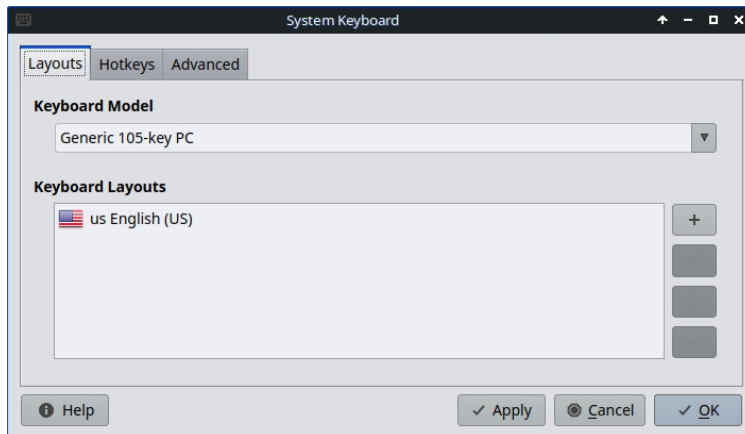 System Keyboard
Layouts Hotkeys Advanced
Keyboard Model
Generic 105-key PC
Keyboard Layouts
us English (US)
Help Apply Cancel OK